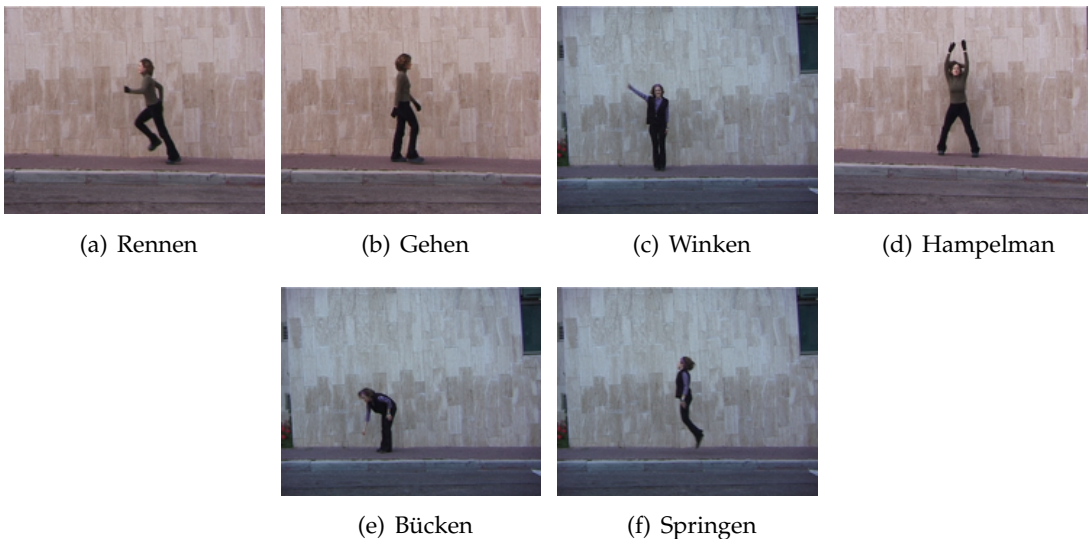 (a) Rennen
(b) Gehen
(c) Winken
(d) Hampelman
(e) Bücken
(f) Springen